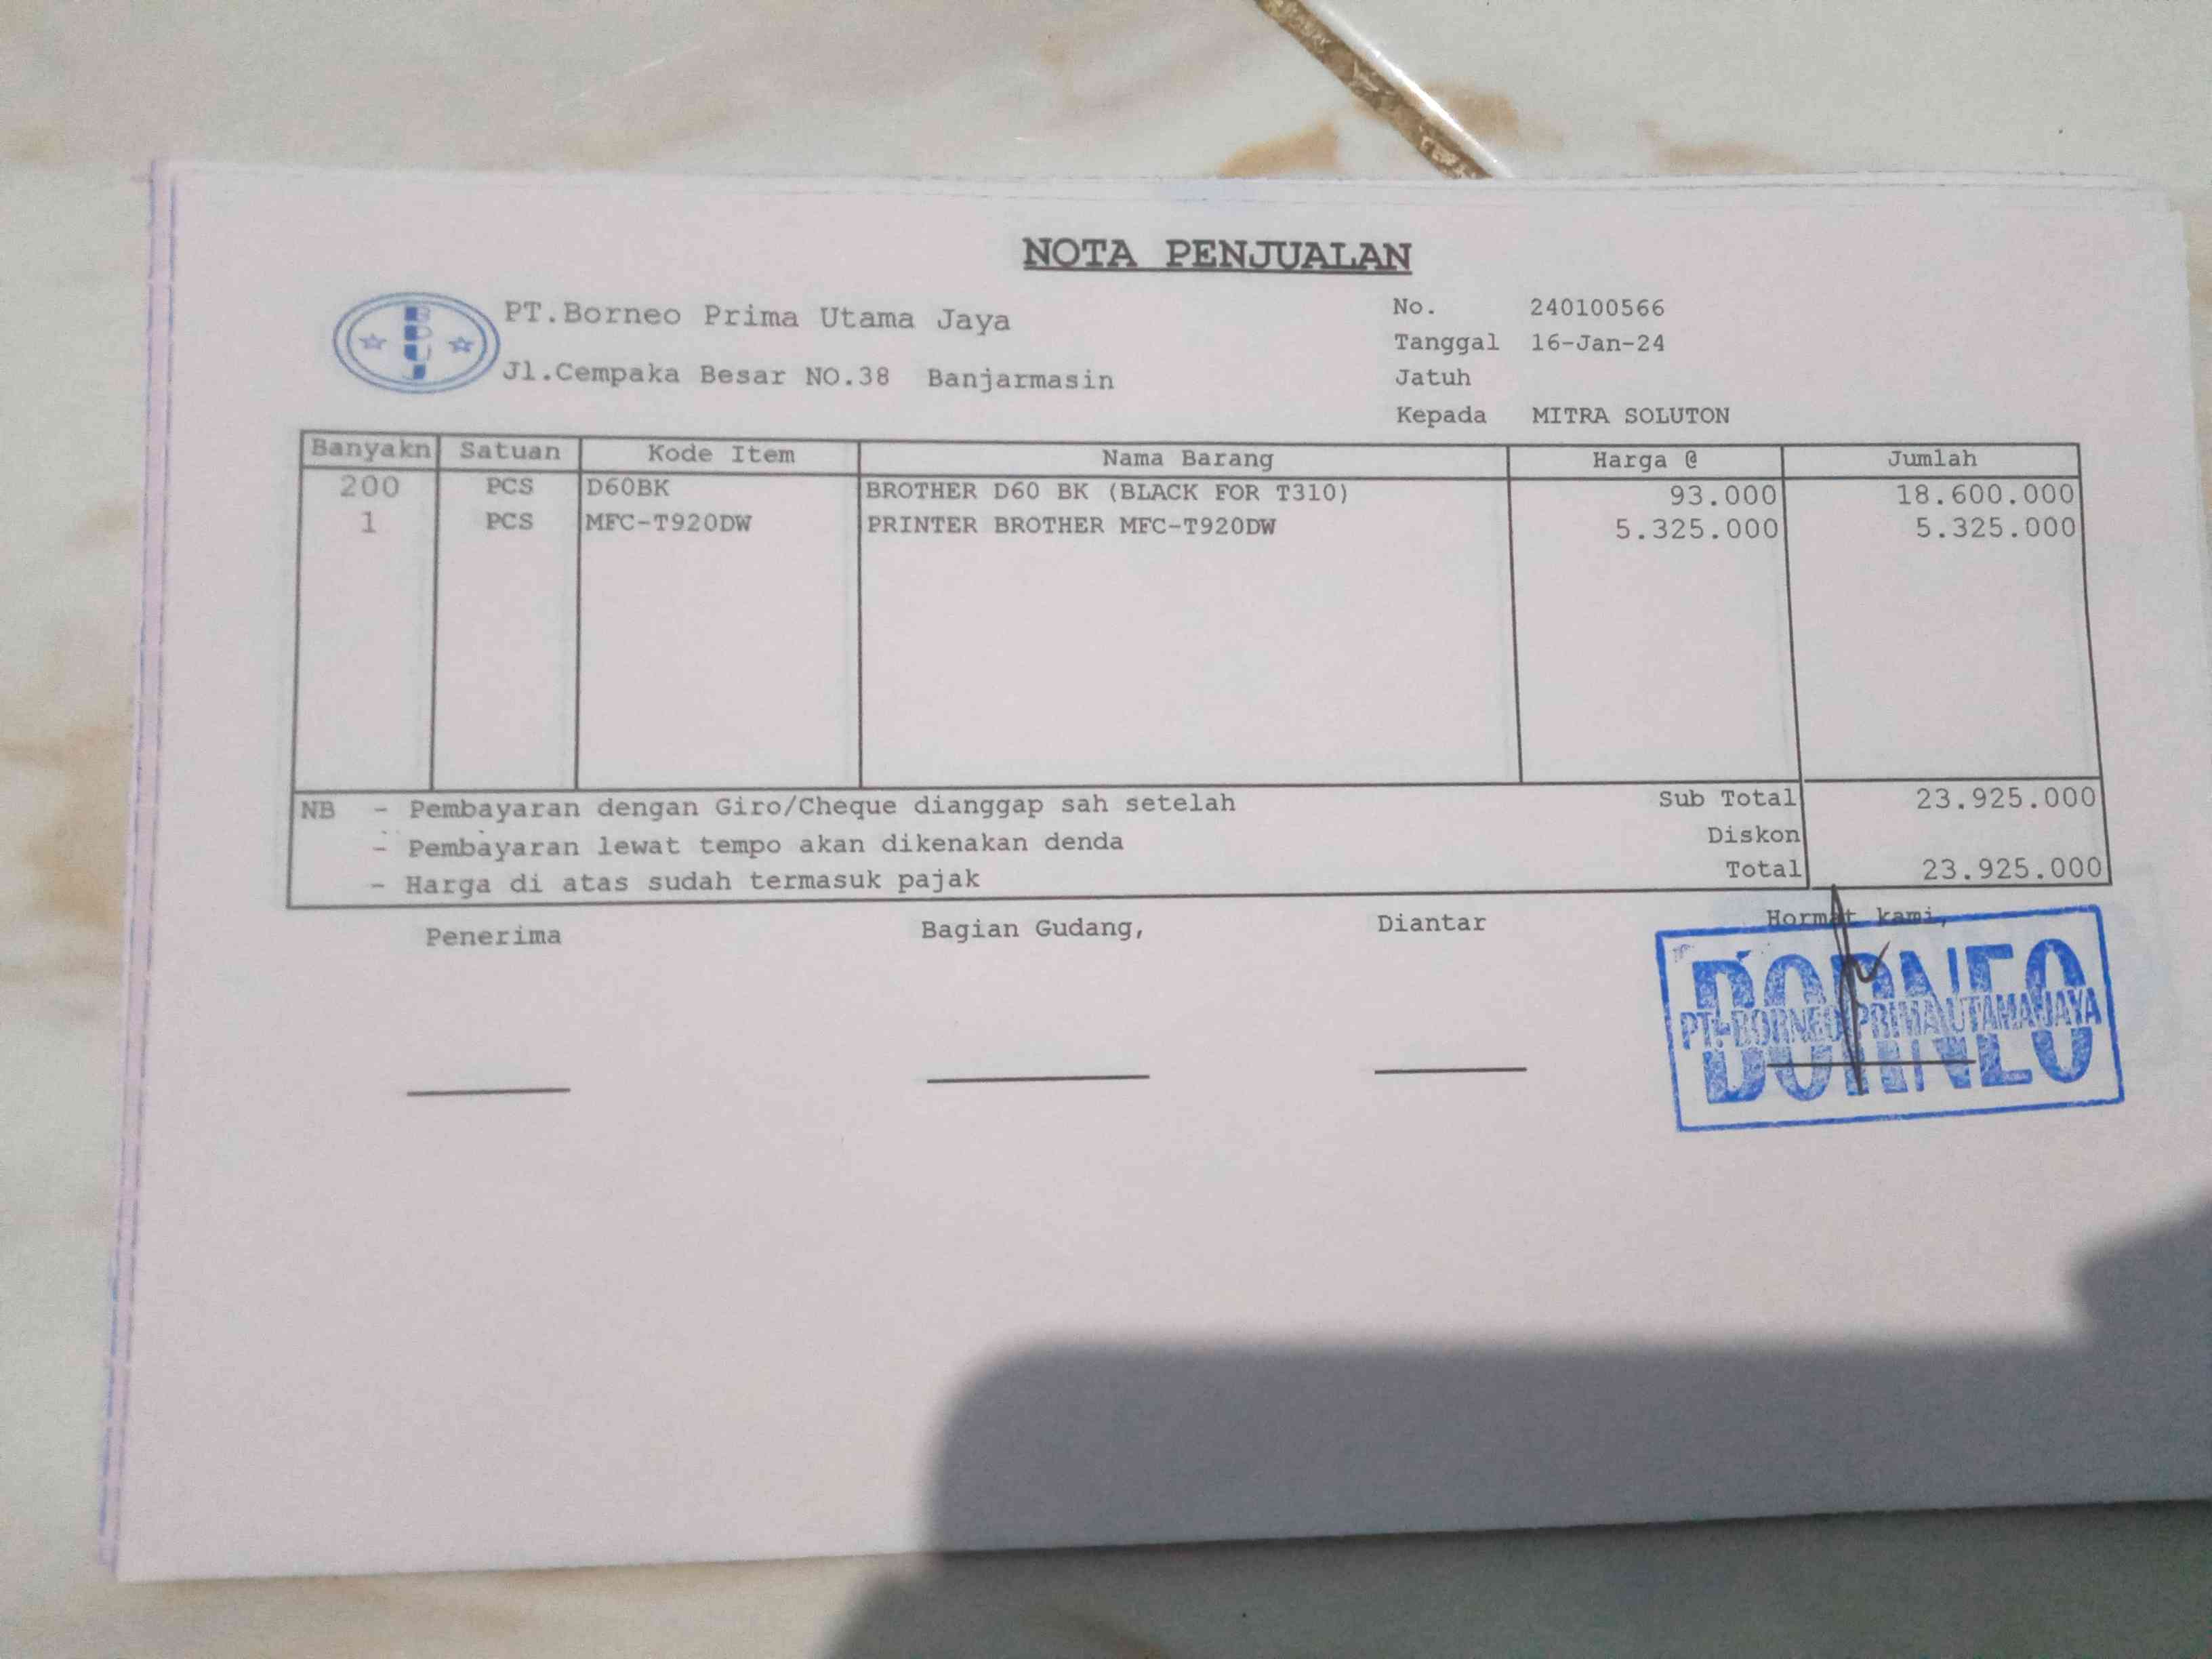 NOTA PENJUALAN
BPUJ
PT.Borneo Prima Utama Jaya
Jl.Cempaka Besar NO.38 Banjarmasin
No. 240100566
Tanggal 16-Jan-24
Jatuh
Kepada MITRA SOLUTON
Banyakn Satuan Kode Item Nama Barang Harga @ Jumlah
200 PCS D60BK BROTHER D60 BK (BLACK FOR T310) 93.000 18.600.000
1 PCS MFC-T920DW PRINTER BROTHER MFC-T920DW 5.325.000 5.325.000
NB - Pembayaran dengan Giro/Cheque dianggap sah setelah
- Pembayaran lewat tempo akan dikenakan denda
- Harga di atas sudah termasuk pajak
Sub Total 23.925.000
Diskon
Total 23.925.000
Penerima Bagian Gudang, Diantar Hormat kami,
BORNEO
PT. BORNEO PRIMA UTAMA JAYA